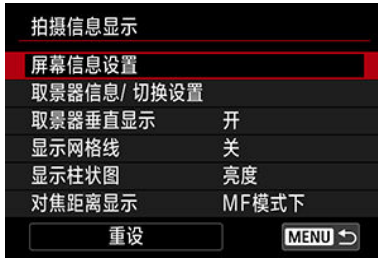 拍摄信息显示
屏幕信息设置
取景器信息/ 切换设置
取景器垂直显示 开
显示网格线 关
显示柱状图 亮度
对焦距离显示 MF模式下
重设 MENU